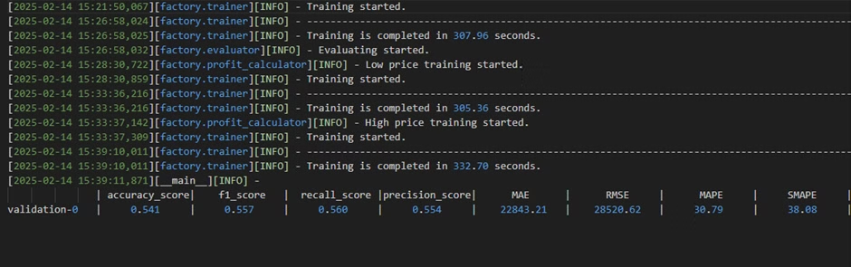 [2025-02-14 15:21:50,067][factory.trainer][INFO] - Training started.
[2025-02-14 15:26:58,024][factory.trainer][INFO] - ------------------------------------------------------------------------------------------
[2025-02-14 15:26:58,025][factory.trainer][INFO] - Training is completed in 307.96 seconds.
[2025-02-14 15:26:58,032][factory.evaluator][INFO] - Evaluating started.
[2025-02-14 15:28:30,722][factory.profit_calculator][INFO] - Low price training started.
[2025-02-14 15:28:30,859][factory.trainer][INFO] - Training started.
[2025-02-14 15:33:36,216][factory.trainer][INFO] - ------------------------------------------------------------------------------------------
[2025-02-14 15:33:36,216][factory.trainer][INFO] - Training is completed in 305.36 seconds.
[2025-02-14 15:33:37,142][factory.profit_calculator][INFO] - High price training started.
[2025-02-14 15:33:37,309][factory.trainer][INFO] - Training started.
[2025-02-14 15:39:10,011][factory.trainer][INFO] - ------------------------------------------------------------------------------------------
[2025-02-14 15:39:10,011][factory.trainer][INFO] - Training is completed in 332.70 seconds.
[2025-02-14 15:39:11,871][__main__][INFO] -
| accuracy_score| f1_score | recall_score |precision_score| MAE | RMSE | MAPE | SMAPE |
validation-0 | 0.541 | 0.557 | 0.560 | 0.554 | 22843.21 | 28520.62 | 30.79 | 38.08 |